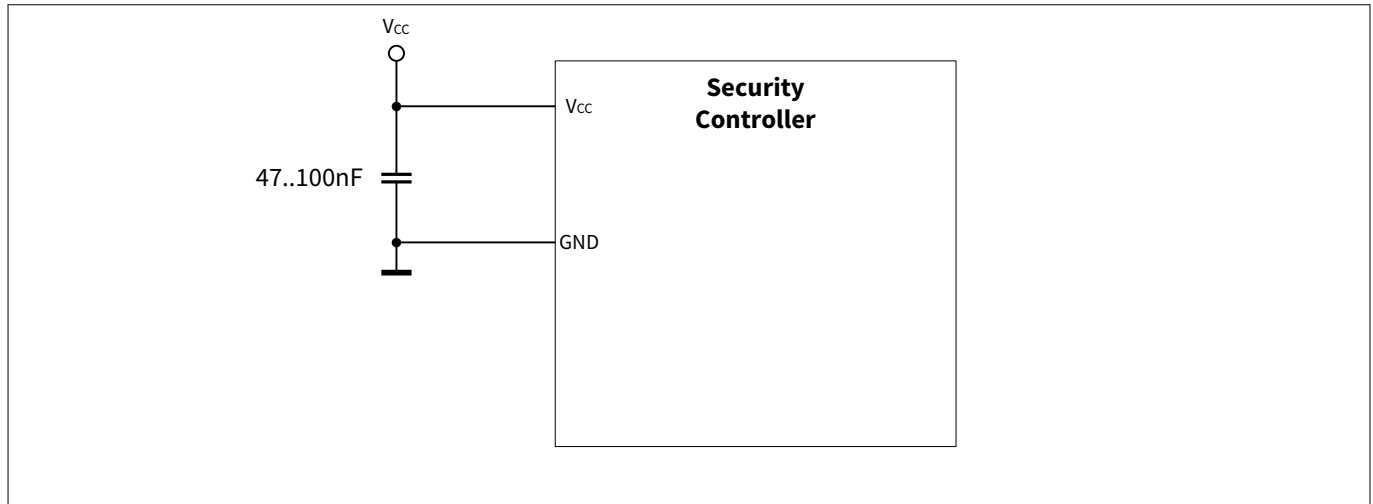 VCC
Security
Controller
VCC
47..100nF
GND